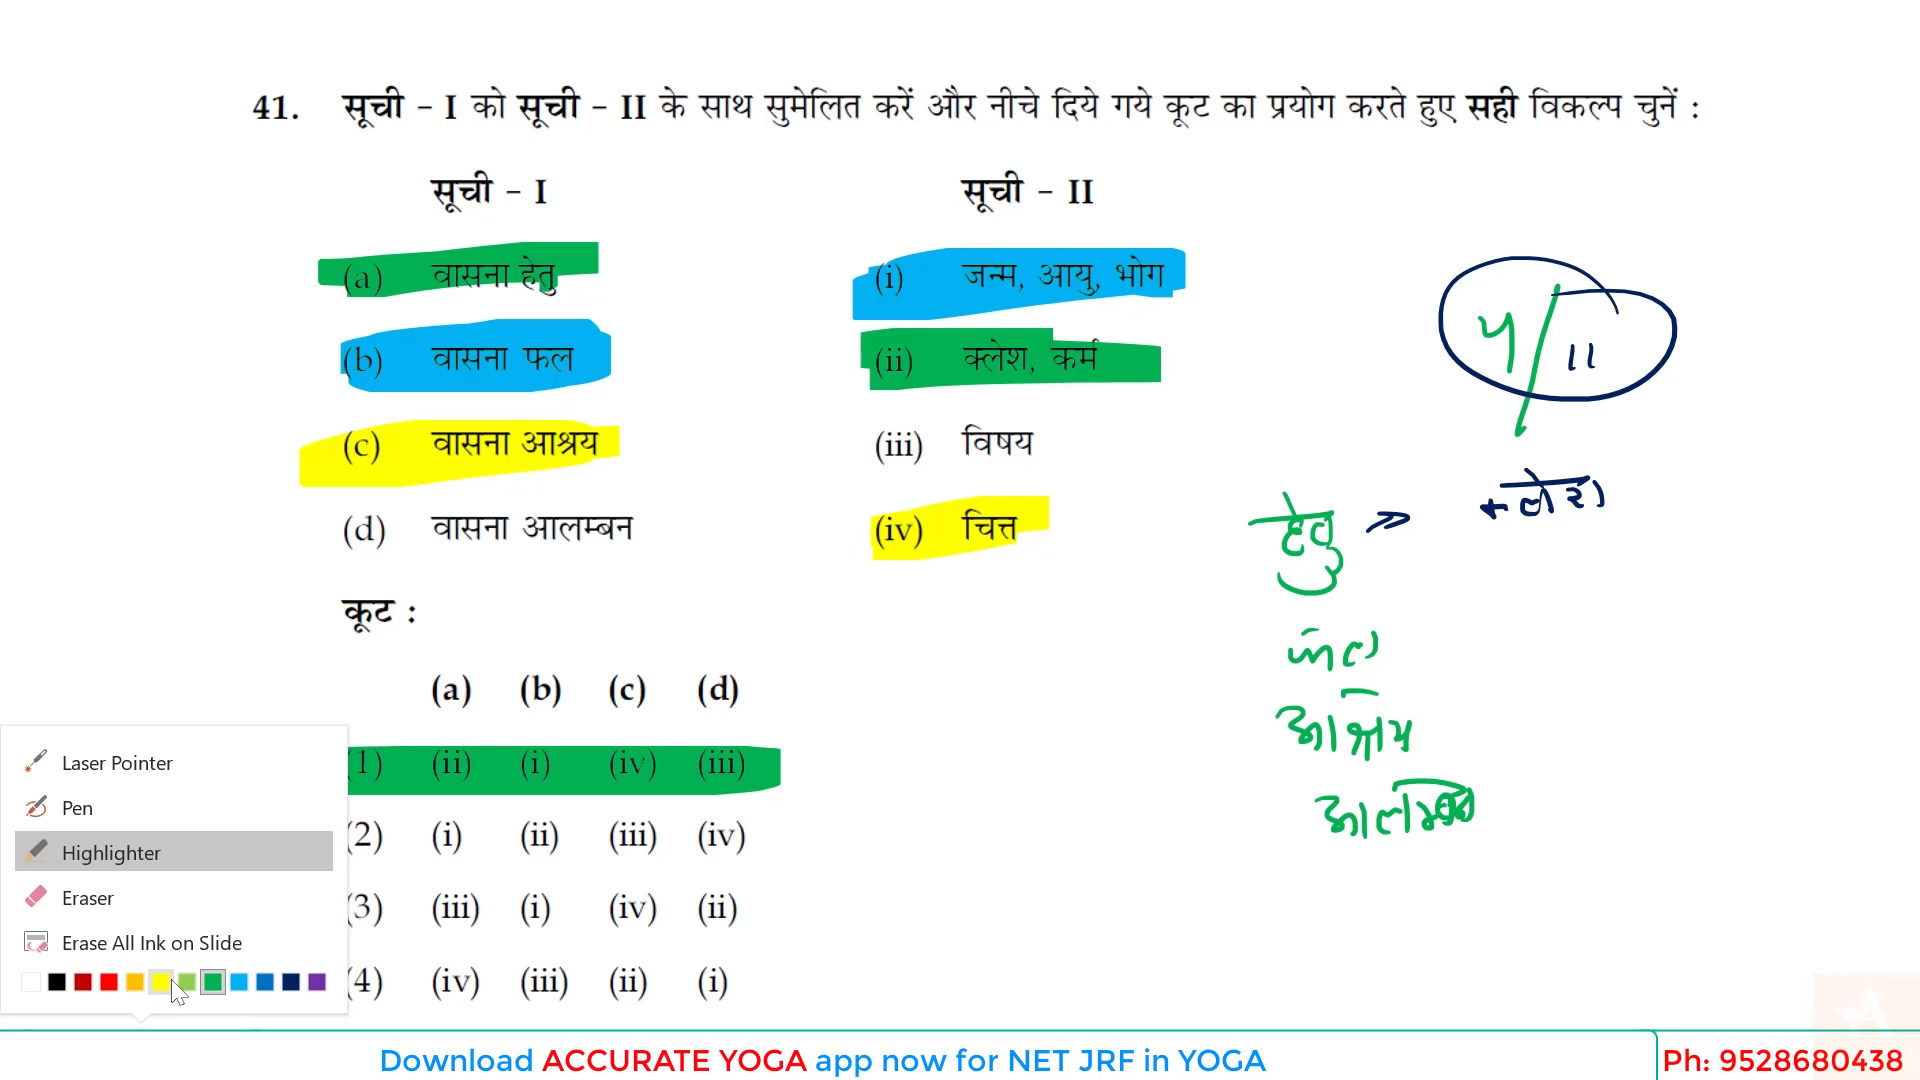 41. सूची - I को सूची - II के साथ सुमेलित करें और नीचे दिये गये कूट का प्रयोग करते हुए सही विकल्प चुनें :
सूची - I सूची - II
(a) वासना हेतु (i) जन्म, आयु, भोग
(b) वासना फल (ii) क्लेश, कर्म
(c) वासना आश्रय (iii) विषय
(d) वासना आलम्बन (iv) चित्त
कूट :
(a) (b) (c) (d)
(1) (ii) (i) (iv) (iii)
(2) (i) (ii) (iii) (iv)
(3) (iii) (i) (iv) (ii)
(4) (iv) (iii) (ii) (i)
4/11
हेतु
आश्रय
Laser Pointer
Pen
Highlighter
Eraser
Erase All Ink on Slide
Download ACCURATE YOGA app now for NET JRF in YOGA
Ph: 9528680438